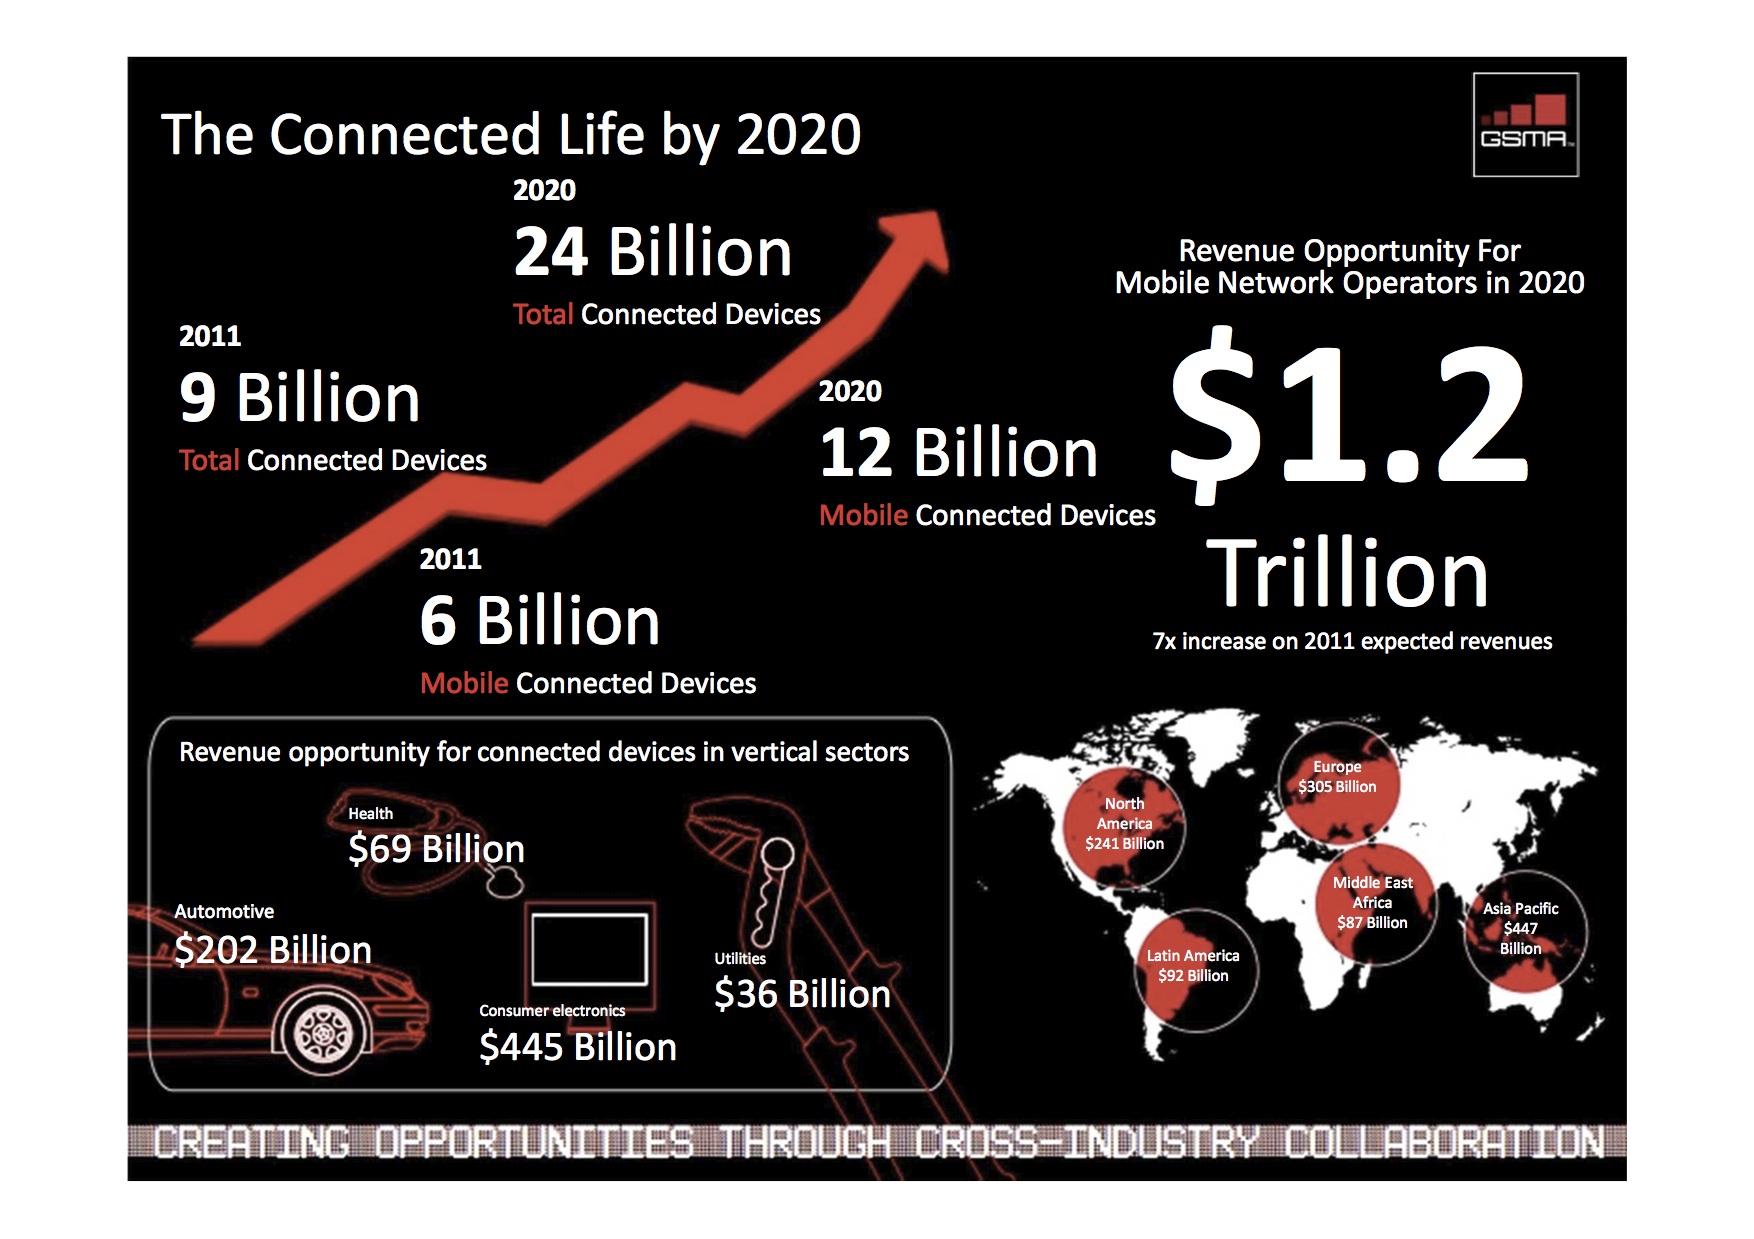 The Connected Life by 2020
GSMA
2020
24 Billion
Total Connected Devices
2011
9 Billion
Total Connected Devices
2020
12 Billion
Mobile Connected Devices
2011
6 Billion
Mobile Connected Devices
Revenue Opportunity For
Mobile Network Operators in 2020
$1.2
Trillion
7x increase on 2011 expected revenues
Revenue opportunity for connected devices in vertical sectors
Health
$69 Billion
Automotive
$202 Billion
Consumer electronics
$445 Billion
Utilities
$36 Billion
North
America
$241 Billion
Europe
$305 Billion
Middle East
Africa
$87 Billion
Asia Pacific
$447
Billion
Latin America
$92 Billion
CREATING OPPORTUNITIES THROUGH CROSS-INDUSTRY COLLABORATION